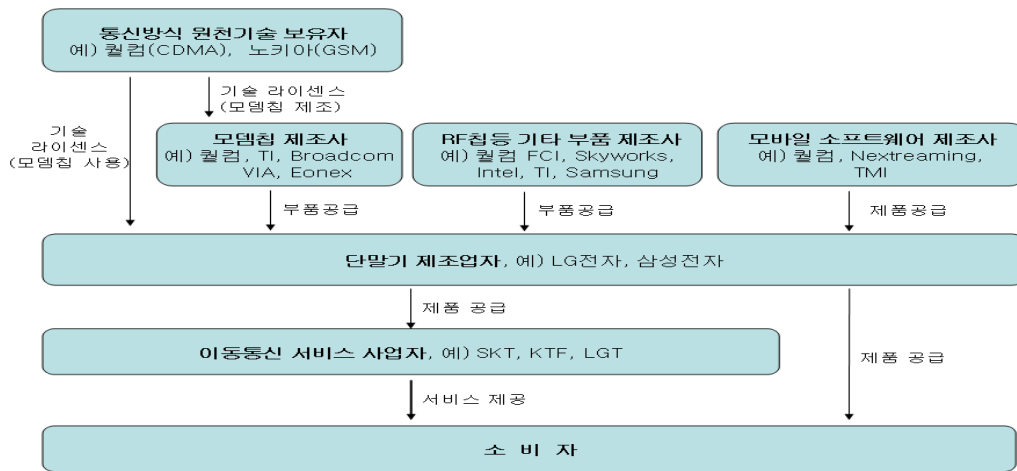 통신방식 원천기술 보유자
예) 퀄컴(CDMA), 노키아(GSM)
기술 라이센스
(모뎀칩 제조)
기 술
라이센스
(모뎀칩 사용)
모뎀칩 제조사
예) 퀄컴, TI, Broadcom
VIA, Eonex
RF칩등 기타 부품 제조사
예) 퀄컴 FCI, Skyworks,
Intel, TI, Samsung
모바일 소프트웨어 제조사
예) 퀄컴, Nextreaming,
TMI
부품공급
부품공급
제품공급
단말기 제조업자, 예) LG전자, 삼성전자
제품 공급
이동통신 서비스 사업자, 예) SKT, KTF, LGT
제품 공급
서비스 제공
소 비 자